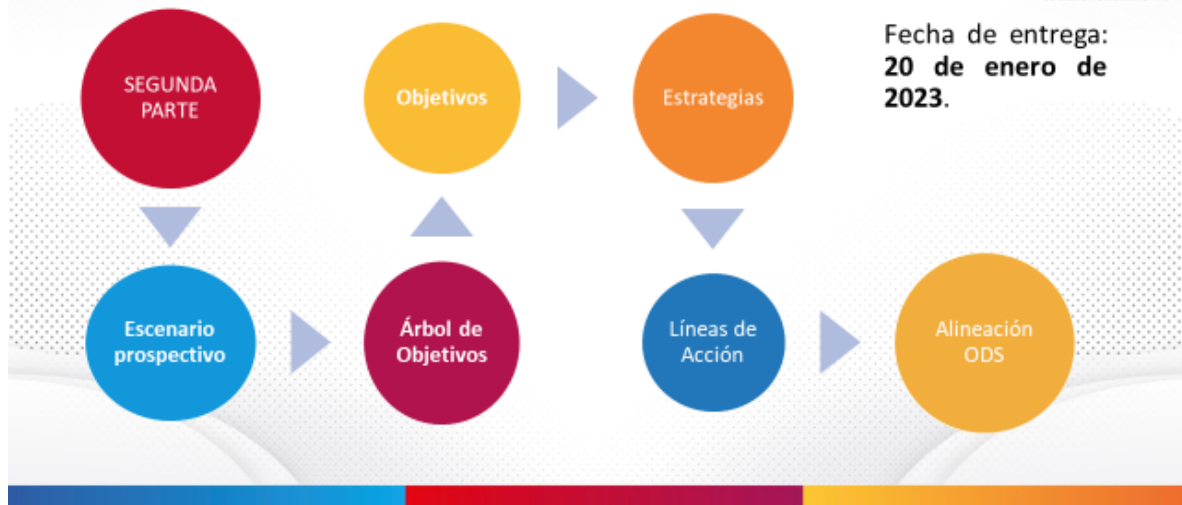 SEGUNDA
PARTE
Escenario
prospectivo
Árbol de
Objetivos
Objetivos
Estrategias
Líneas de
Acción
Alineación
ODS
Fecha de entrega:
20 de enero de
2023.